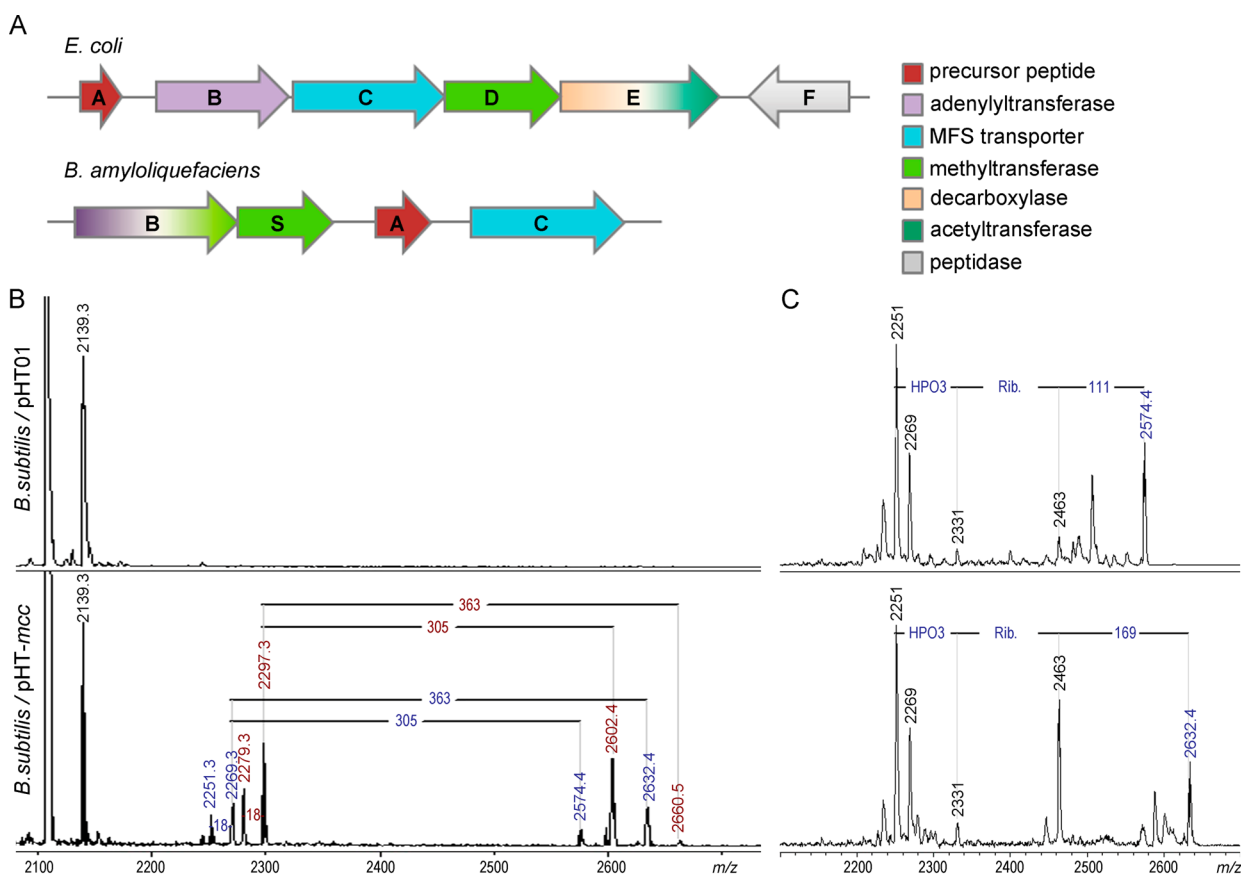 A
E. coli
A B C D E F
B. amyloliquefaciens
B S A C
precursor peptide
adenylyltransferase
MFS transporter
methyltransferase
decarboxylase
acetyltransferase
peptidase
B
B.subtilis / pHT01
2139.3
B.subtilis / pHT-mcc
2139.3
363
305
2297.3
363
305
2251.3
18
2269.3
2279.3
18
2574.4
2602.4
2632.4
2660.5
2100 2200 2300 2400 2500 2600 m/z
C
2251
HPO3 Rib. 111
2269
2331
2463
2574.4
2251
HPO3 Rib. 169
2269
2331
2463
2632.4
2200 2300 2400 2500 2600 m/z